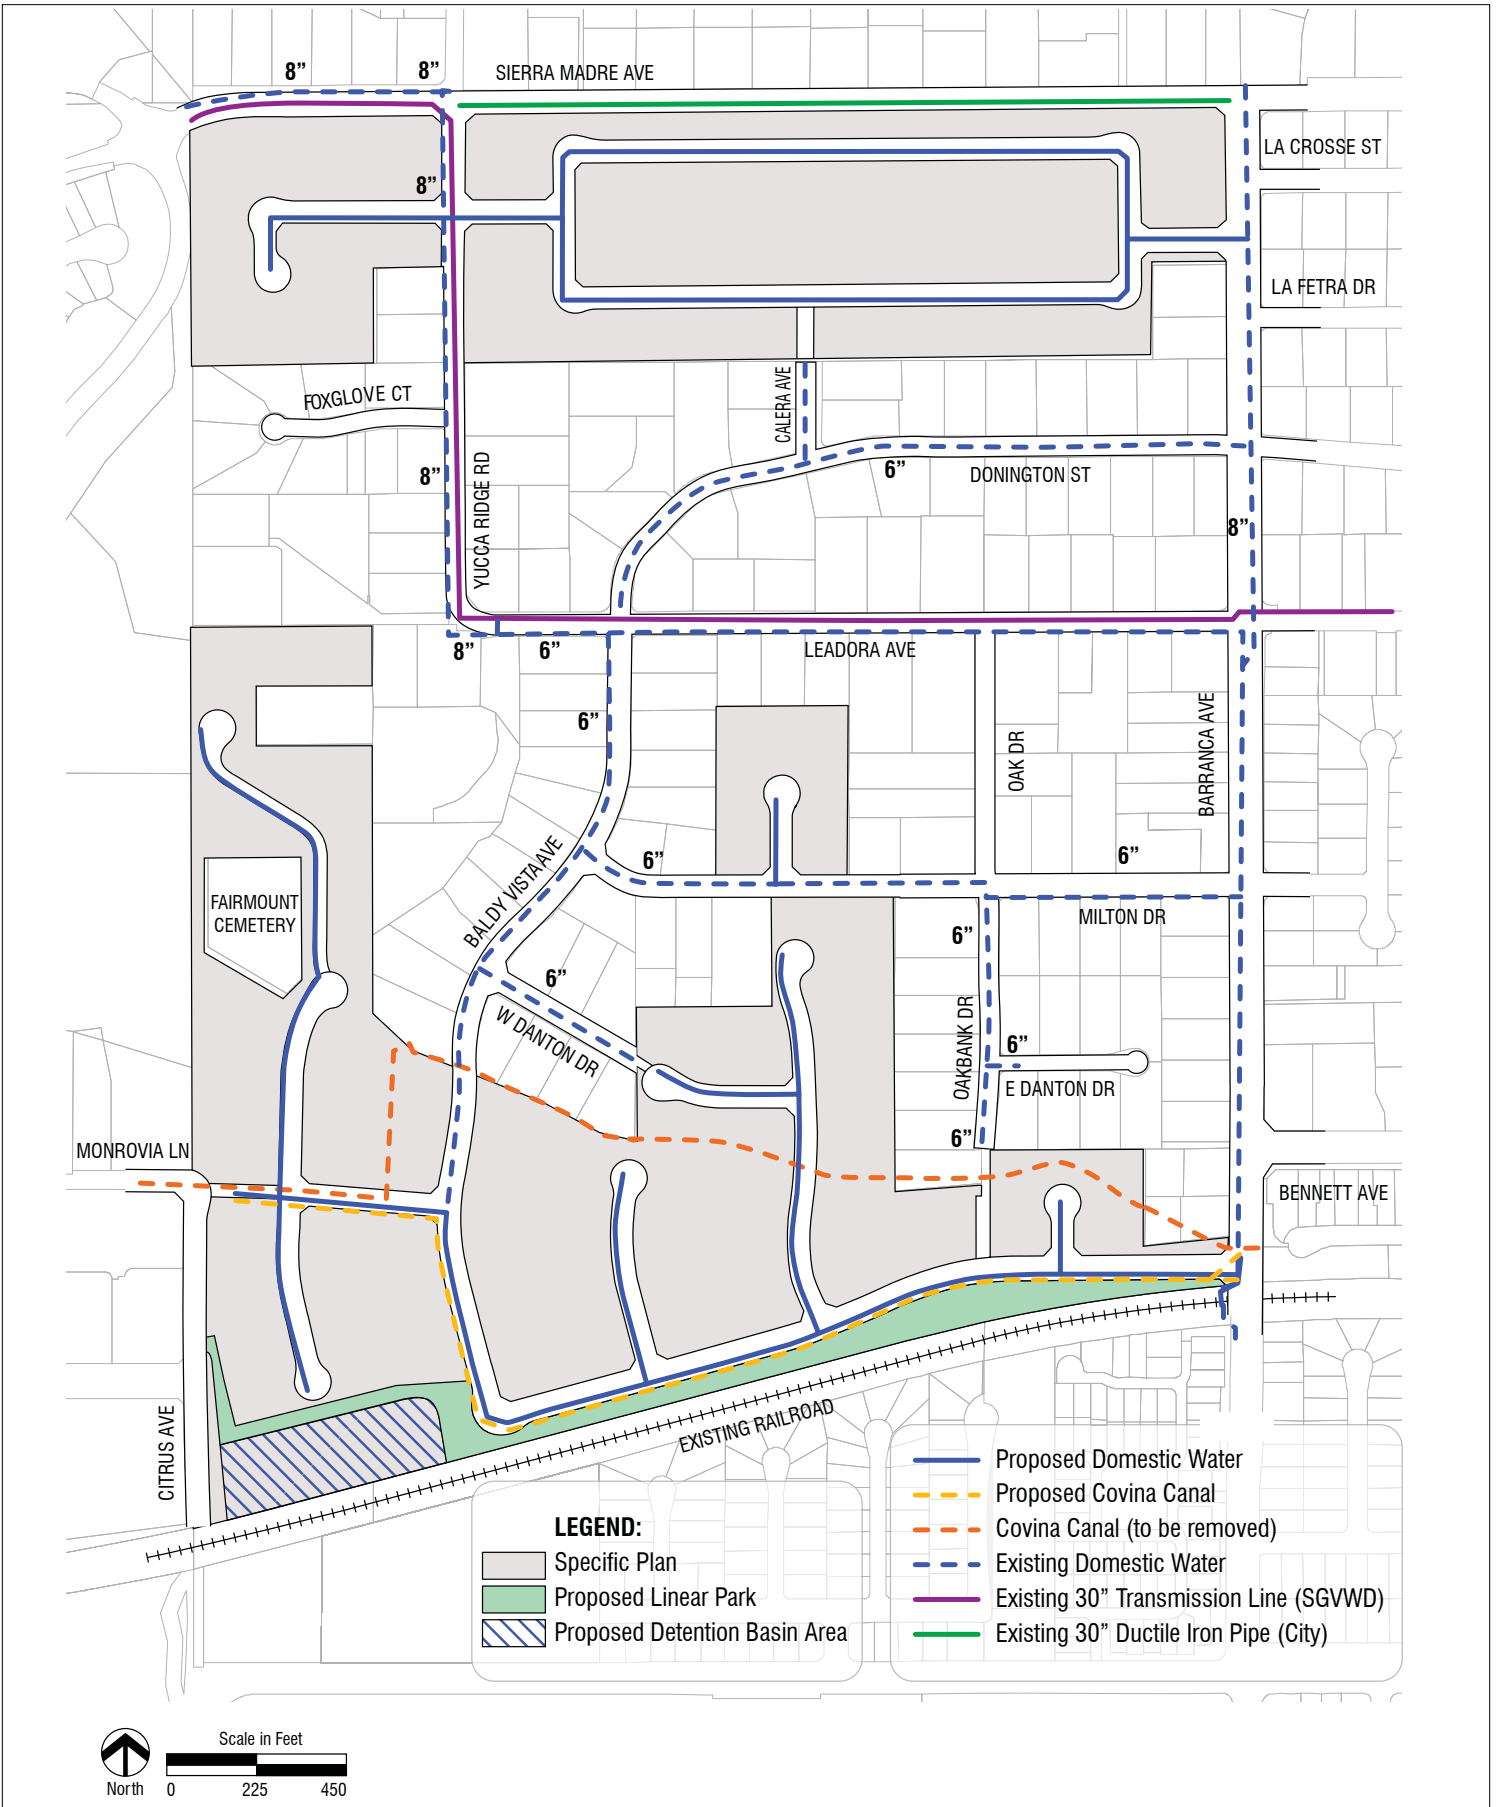 8”
8”
SIERRA MADRE AVE
LA CROSSE ST
8”
LA FETRA DR
FOXGLOVE CT
CALERA AVE
8”
YUCCA RIDGE RD
6”
DONINGTON ST
8”
8”
6”
LEADORA AVE
6”
OAK DR
BARRANCA AVE
BALDY VISTA AVE
6”
6”
FAIRMOUNT
CEMETERY
MILTON DR
6”
6”
W DANTON DR
OAKBANK DR
6”
E DANTON DR
6”
MONROVIA LN
BENNETT AVE
CITRUS AVE
EXISTING RAILROAD
LEGEND:
Specific Plan
Proposed Linear Park
Proposed Detention Basin Area
Proposed Domestic Water
Proposed Covina Canal
Covina Canal (to be removed)
Existing Domestic Water
Existing 30” Transmission Line (SGVWD)
Existing 30” Ductile Iron Pipe (City)
Scale in Feet
North
0 225 450